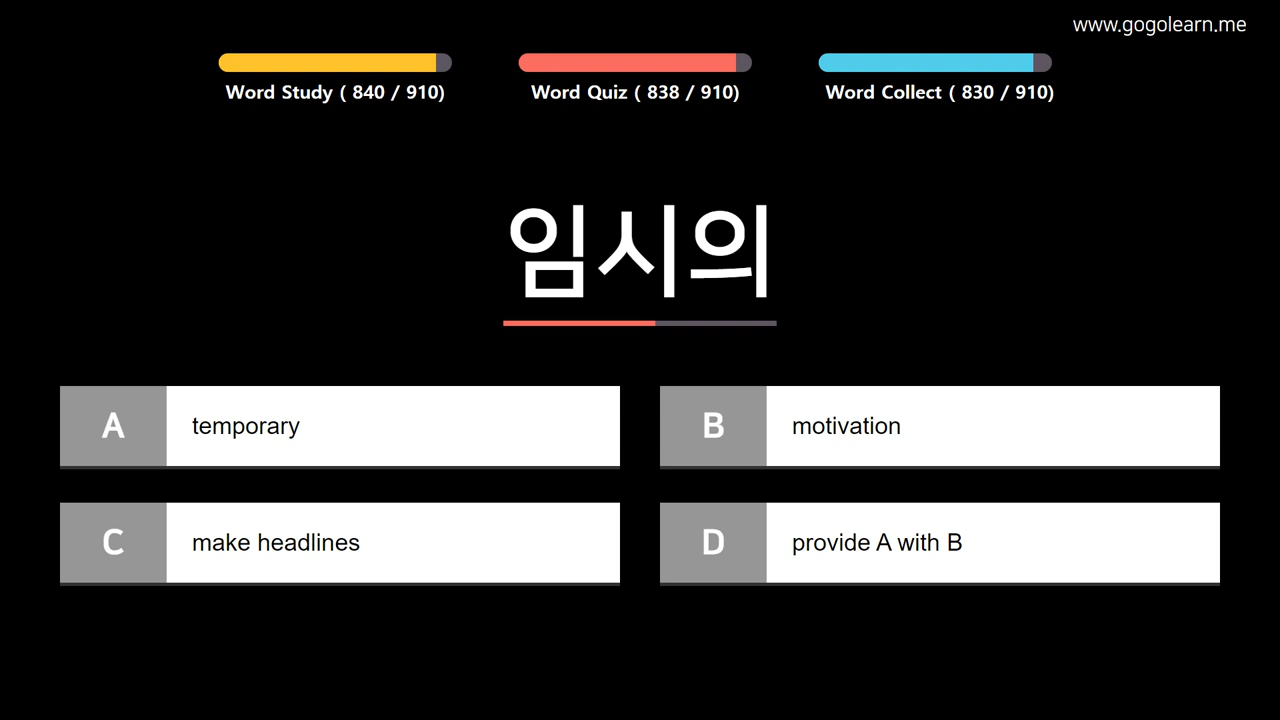 www.gogolearn.me
Word Study ( 840 / 910)
Word Quiz ( 838 / 910)
Word Collect ( 830 / 910)
임시의
A temporary
B motivation
C make headlines
D provide A with B